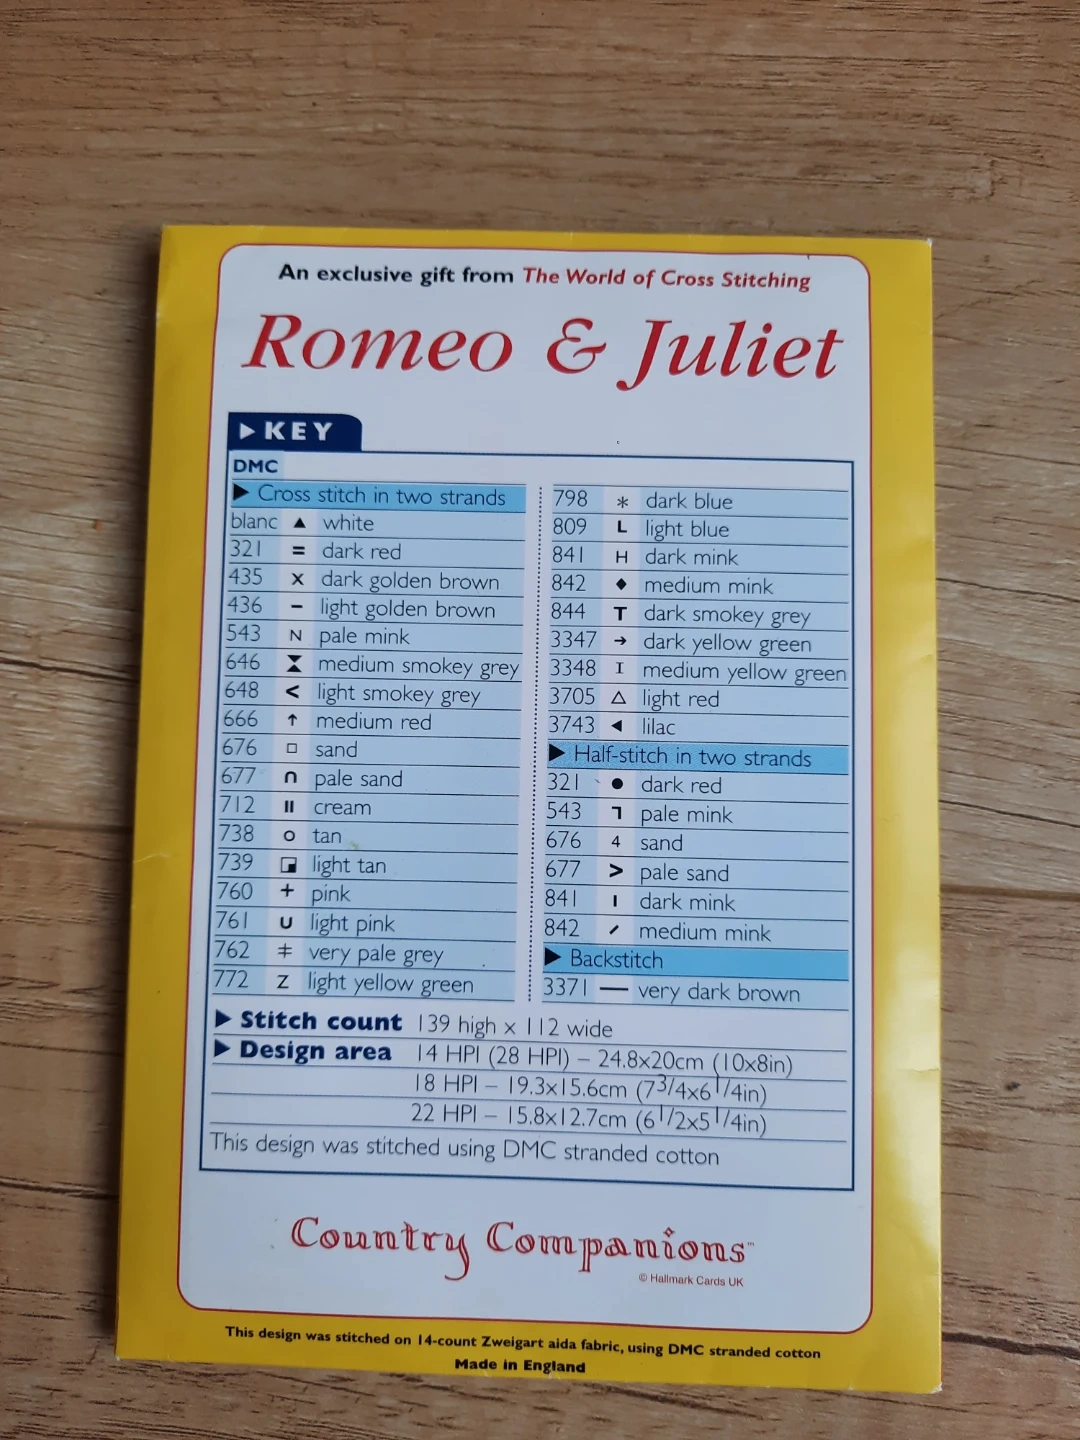 An exclusive gift from The World of Cross Stitching
Romeo & Juliet
▶ KEY
DMC
▶ Cross stitch in two strands
blanc ▲ white
321 = dark red
435 x dark golden brown
436 – light golden brown
543 N pale mink
646 ⧗ medium smokey grey
648 < light smokey grey
666 ↑ medium red
676 □ sand
677 ∩ pale sand
712 II cream
738 o tan
739 ◪ light tan
760 + pink
761 U light pink
762 ‡ very pale grey
772 Z light yellow green
798 * dark blue
809 L light blue
841 H dark mink
842 ◆ medium mink
844 T dark smokey grey
3347 → dark yellow green
3348 I medium yellow green
3705 △ light red
3743 ◀ lilac
▶ Half-stitch in two strands
321 ● dark red
543 ㄱ pale mink
676 4 sand
677 > pale sand
841 I dark mink
842 / medium mink
▶ Backstitch
3371 — very dark brown
▶ Stitch count 139 high x 112 wide
▶ Design area 14 HPI (28 HPI) – 24.8x20cm (10x8in)
18 HPI – 19.3x15.6cm (7 3/4x6 1/4in)
22 HPI – 15.8x12.7cm (6 1/2x5 1/4in)
This design was stitched using DMC stranded cotton
Country Companions™
© Hallmark Cards UK
This design was stitched on 14-count Zweigart aida fabric, using DMC stranded cotton
Made in England